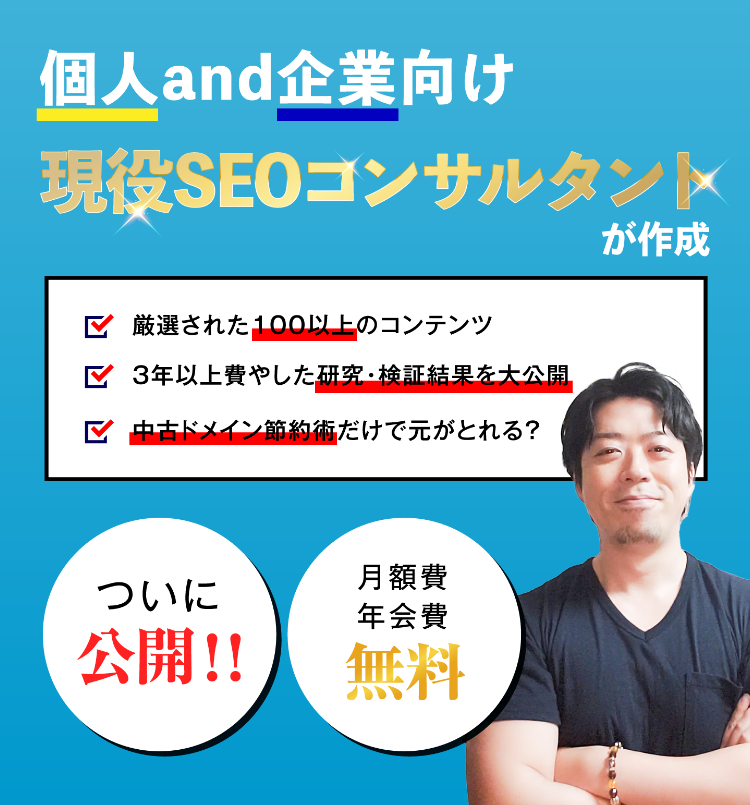 個人and企業向け
現役SEOコンサルタント
が作成
厳選された100以上のコンテンツ
3年以上費やした研究・検証結果を大公開
中古ドメイン節約術だけで元がとれる?
ついに
公開!!
月額費
年会費
無料